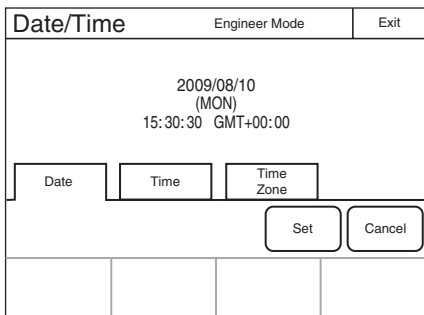 Date/Time Engineer Mode Exit
2009/08/10
(MON)
15:30:30 GMT+00:00
Date Time Time Zone
Set Cancel